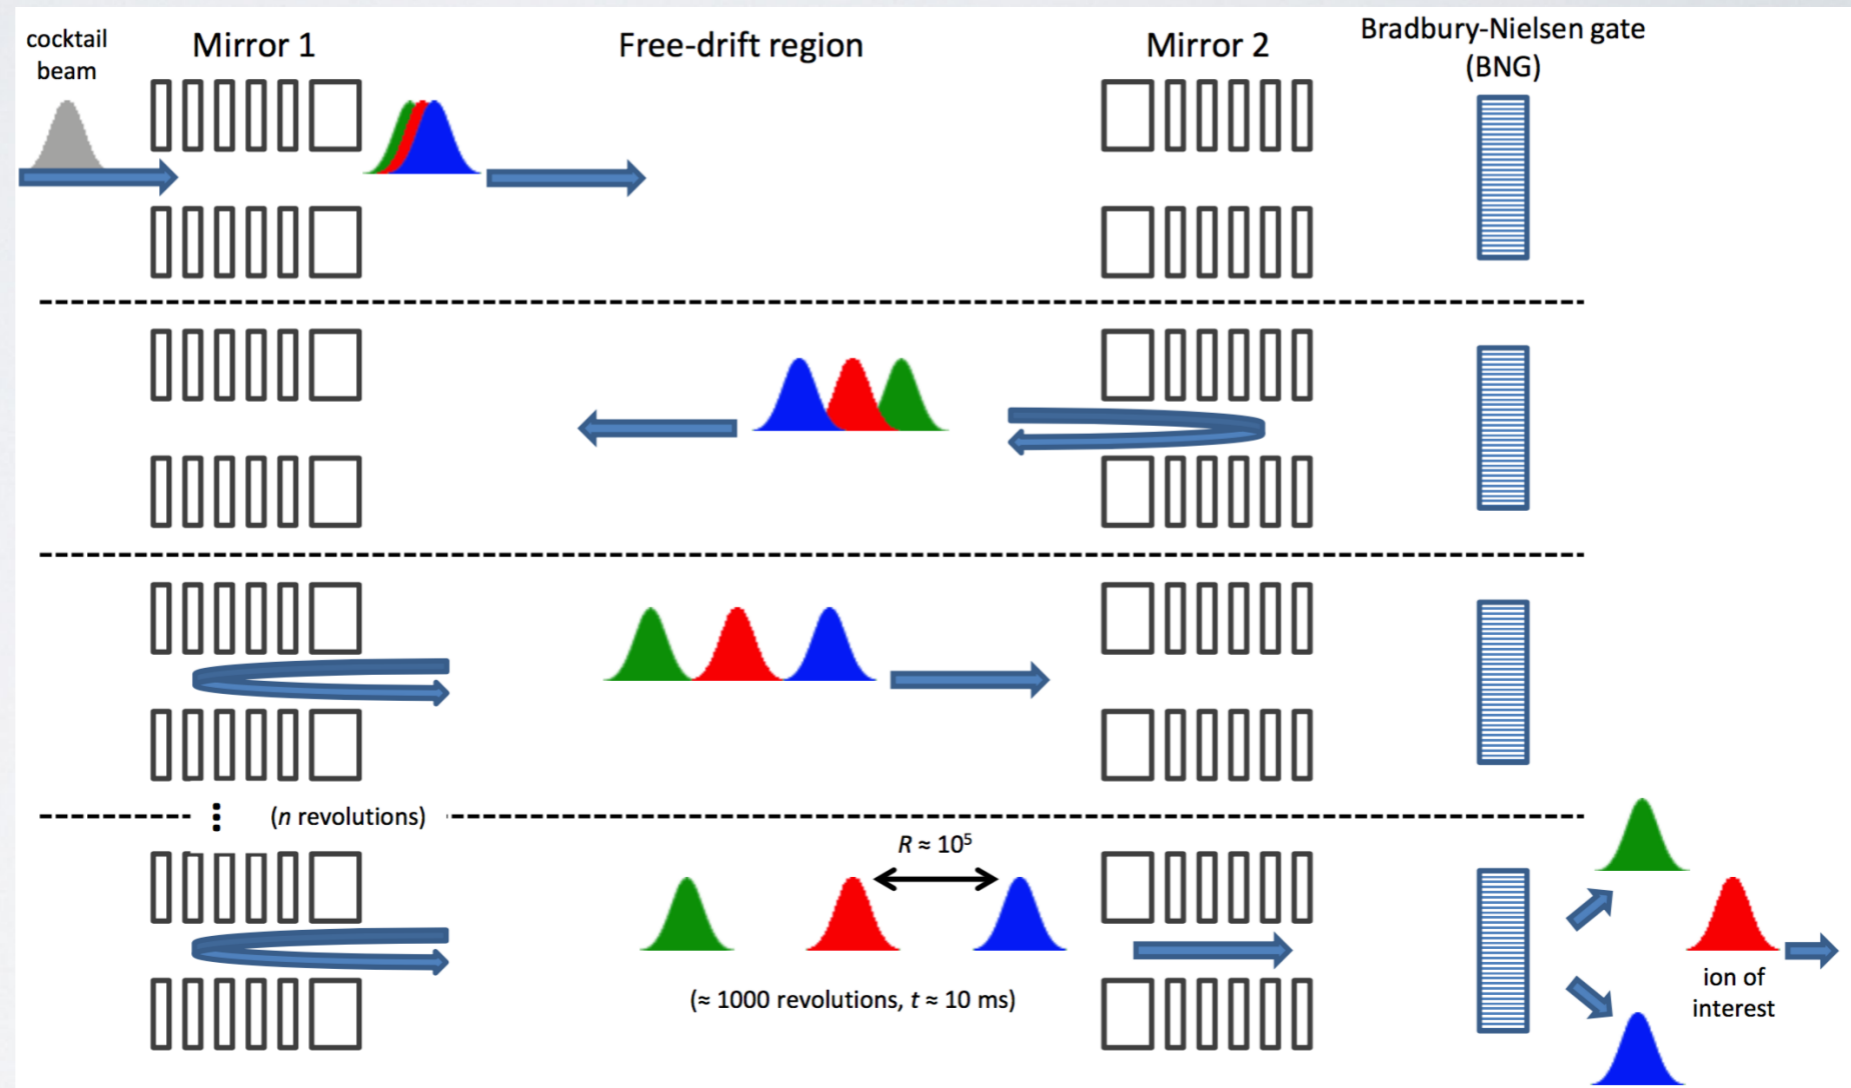 cocktail
beam
Mirror 1
Free-drift region
Mirror 2
Bradbury-Nielsen gate
(BNG)
(n revolutions)
R ≈ 10⁵
(≈ 1000 revolutions, t ≈ 10 ms)
ion of
interest